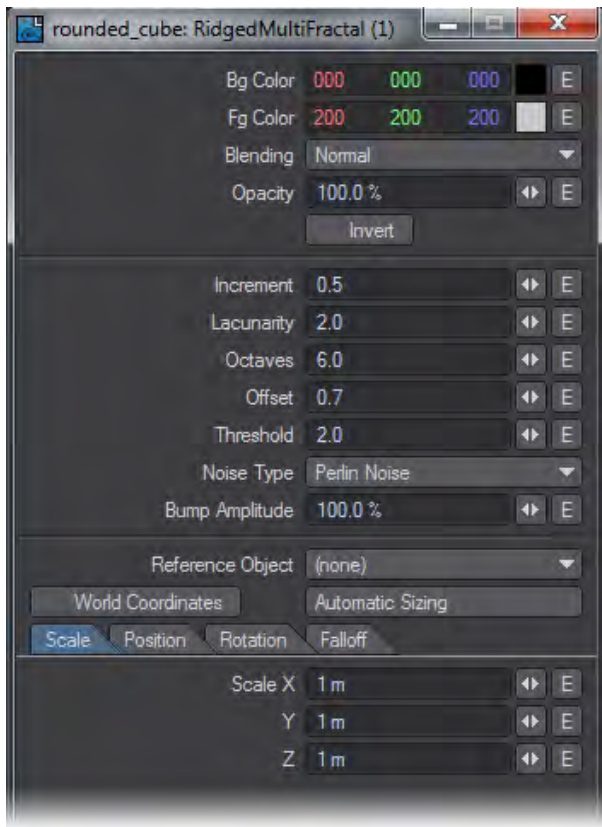 rounded_cube: RidgedMultiFractal (1)
Bg Color 000 000 000 E
Fg Color 200 200 200 E
Blending Normal
Opacity 100.0 % E
Invert
Increment 0.5 E
Lacunarity 2.0 E
Octaves 6.0 E
Offset 0.7 E
Threshold 2.0 E
Noise Type Perlin Noise
Bump Amplitude 100.0 % E
Reference Object (none)
World Coordinates Automatic Sizing
Scale Position Rotation Falloff
Scale X 1 m E
Y 1 m E
Z 1 m E